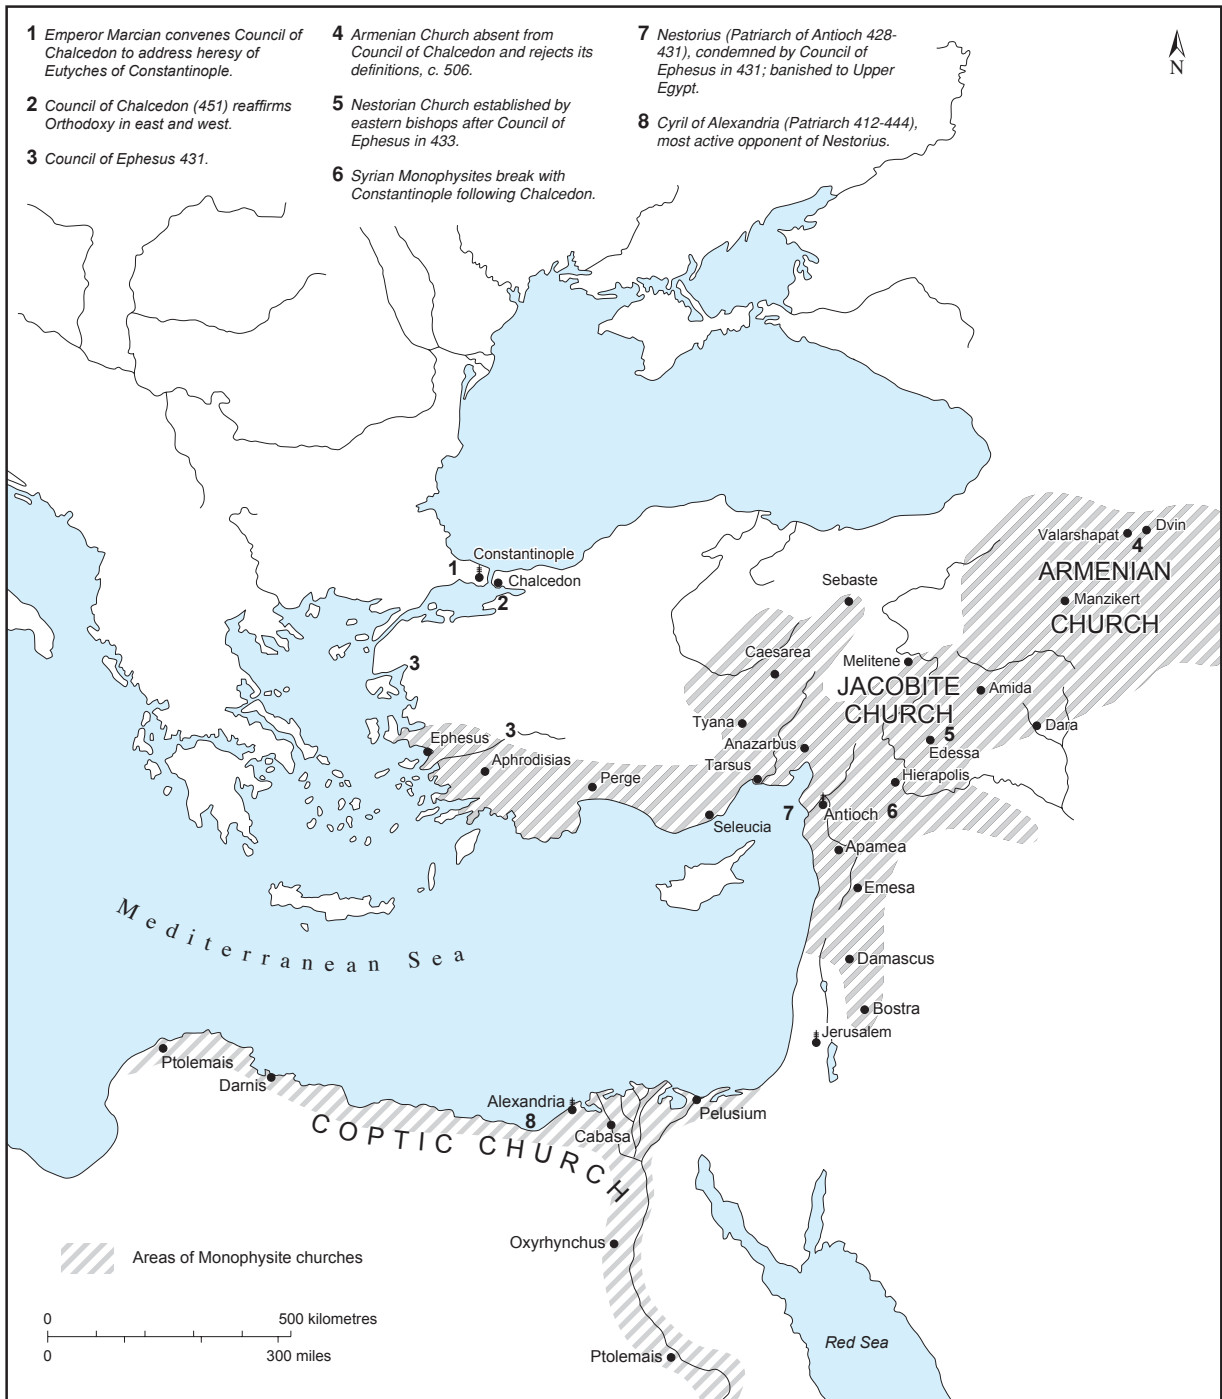 1 Emperor Marcian convenes Council of
Chalcedon to address heresy of
Eutyches of Constantinople.
2 Council of Chalcedon (451) reaffirms
Orthodoxy in east and west.
3 Council of Ephesus 431.
4 Armenian Church absent from
Council of Chalcedon and rejects its
definitions, c. 506.
5 Nestorian Church established by
eastern bishops after Council of
Ephesus in 433.
6 Syrian Monophysites break with
Constantinople following Chalcedon.
7 Nestorius (Patriarch of Antioch 428-
431), condemned by Council of
Ephesus in 431; banished to Upper
Egypt.
8 Cyril of Alexandria (Patriarch 412-444),
most active opponent of Nestorius.
N
Constantinople
1
Chalcedon
2
Valarshapat
Dvin
4
ARMENIAN
CHURCH
Manzikert
Sebaste
3
Caesarea
Melitene
JACOBITE
CHURCH
Amida
Tyana
Dara
3
Ephesus
Anazarbus
5
Edessa
Aphrodisias
Tarsus
Hierapolis
Perge
7
Antioch
6
Seleucia
Apamea
Emesa
Mediterranean Sea
Damascus
Bostra
Jerusalem
Ptolemais
Darnis
Alexandria
8
Pelusium
Cabasa
COPTIC CHURCH
Oxyrhynchus
Areas of Monophysite churches
0 500 kilometres
0 300 miles
Ptolemais
Red Sea